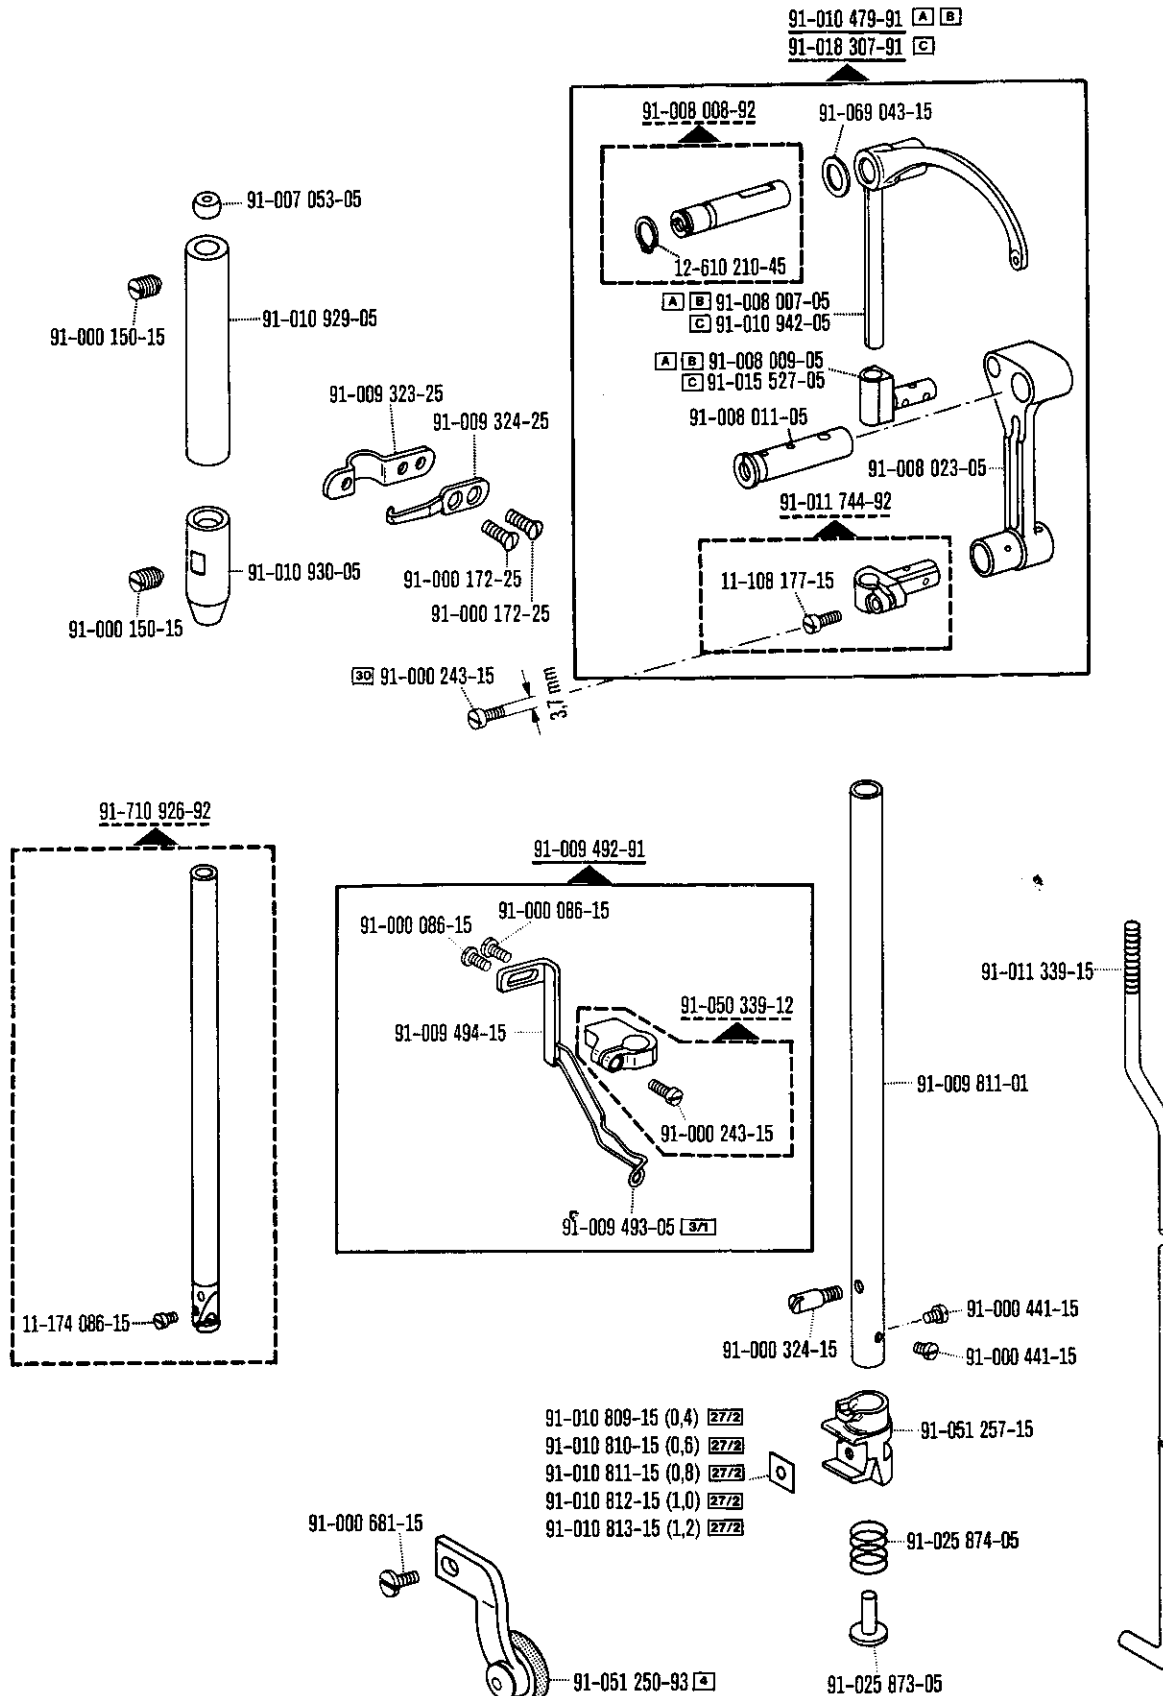 91-010 479-91 A B
91-018 307-91 C
91-008 008-92
91-069 043-15
91-007 053-05
12-610 210-45
A B 91-008 007-05
C 91-010 942-05
91-010 929-05
91-000 150-15
A B 91-008 009-05
C 91-015 527-05
91-009 323-25
91-009 324-25
91-008 011-05
91-008 023-05
91-011 744-92
91-010 930-05
91-000 172-25
11-108 177-15
91-000 172-25
91-000 150-15
30 91-000 243-15
3,7 mm
91-710 926-92
91-009 492-91
91-000 086-15
91-000 086-15
91-011 339-15
91-050 339-12
91-009 494-15
91-009 811-01
91-000 243-15
91-009 493-05 3/1
11-174 086-15
91-000 441-15
91-000 324-15
91-000 441-15
91-010 809-15 (0,4) 27/2
91-010 810-15 (0,6) 27/2
91-010 811-15 (0,8) 27/2
91-010 812-15 (1,0) 27/2
91-010 813-15 (1,2) 27/2
91-051 257-15
91-000 681-15
91-025 874-05
91-051 250-93 4
91-025 873-05